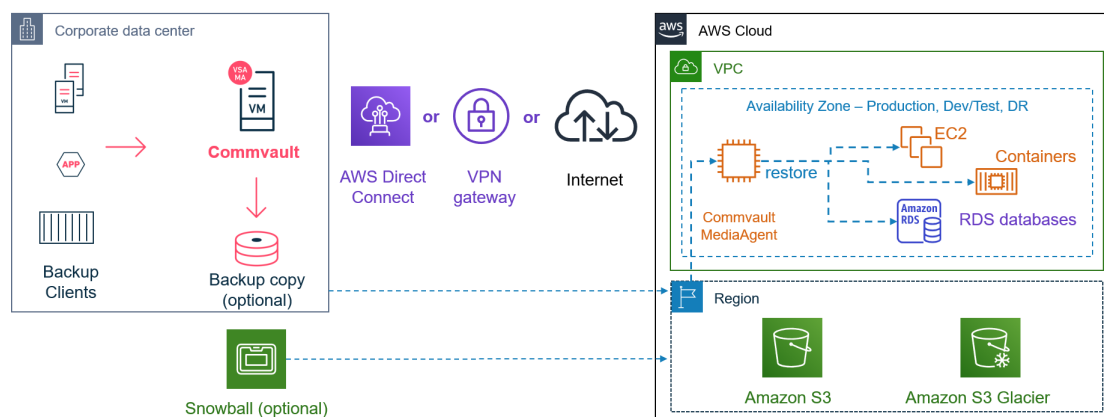 Corporate data center
VM
APP
Backup
Clients
VSA
MA
VM
Commvault
Backup copy
(optional)
Snowball (optional)
AWS Direct
Connect
or
VPN
gateway
or
Internet
aws
AWS Cloud
VPC
Availability Zone – Production, Dev/Test, DR
Commvault
MediaAgent
restore
EC2
Containers
Amazon
RDS
RDS databases
Region
Amazon S3
Amazon S3 Glacier